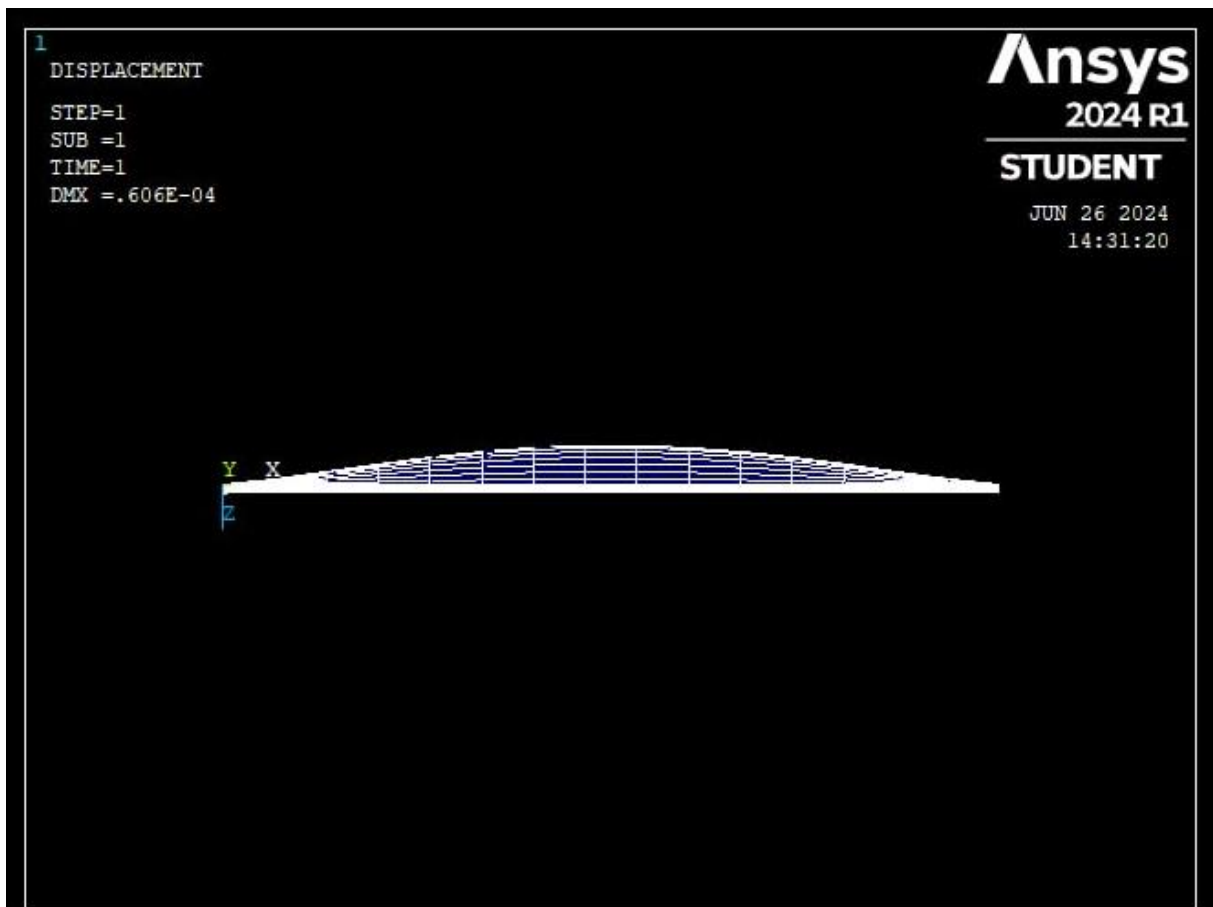 1
DISPLACEMENT
STEP=1
SUB =1
TIME=1
DMX =.606E-04
Ansys
2024 R1
STUDENT
JUN 26 2024
14:31:20
Y X
Z